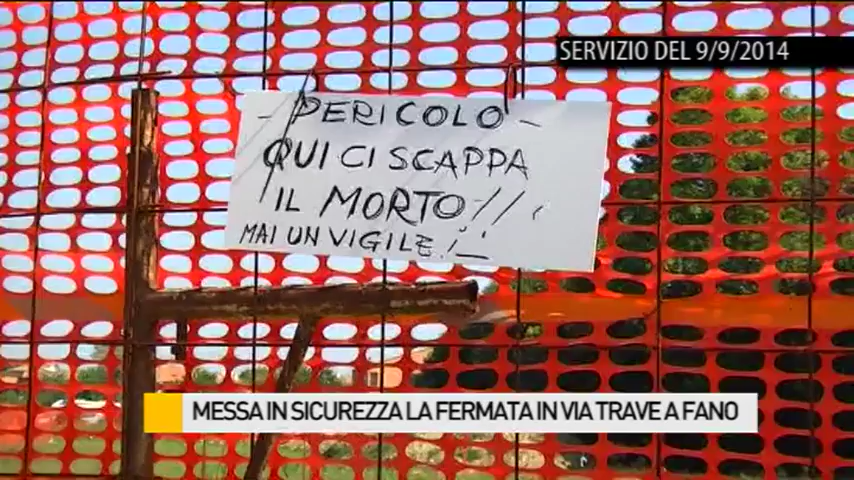 SERVIZIO DEL 9/9/2014
- PERICOLO -
QUI CI SCAPPA
IL MORTO!!!
MAI UN VIGILE!
MESSA IN SICUREZZA LA FERMATA IN VIA TRAVE A FANO